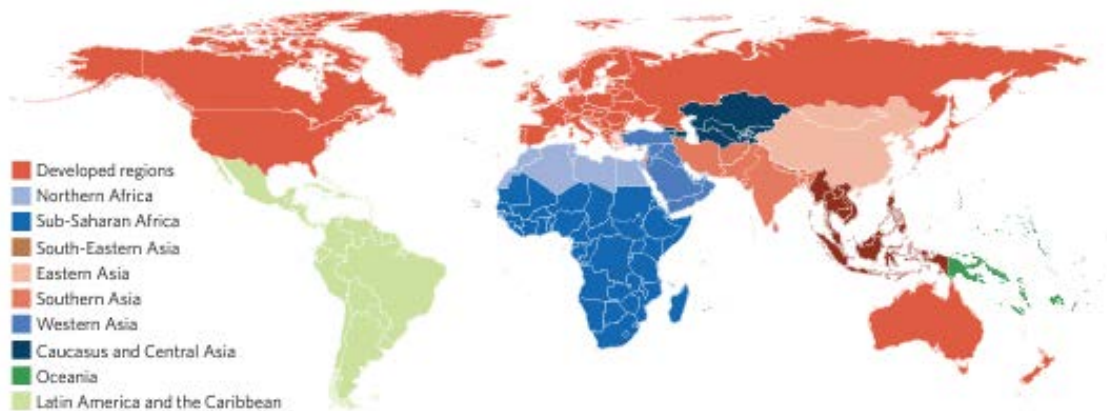 Developed regions
Northern Africa
Sub-Saharan Africa
South-Eastern Asia
Eastern Asia
Southern Asia
Western Asia
Caucasus and Central Asia
Oceania
Latin America and the Caribbean